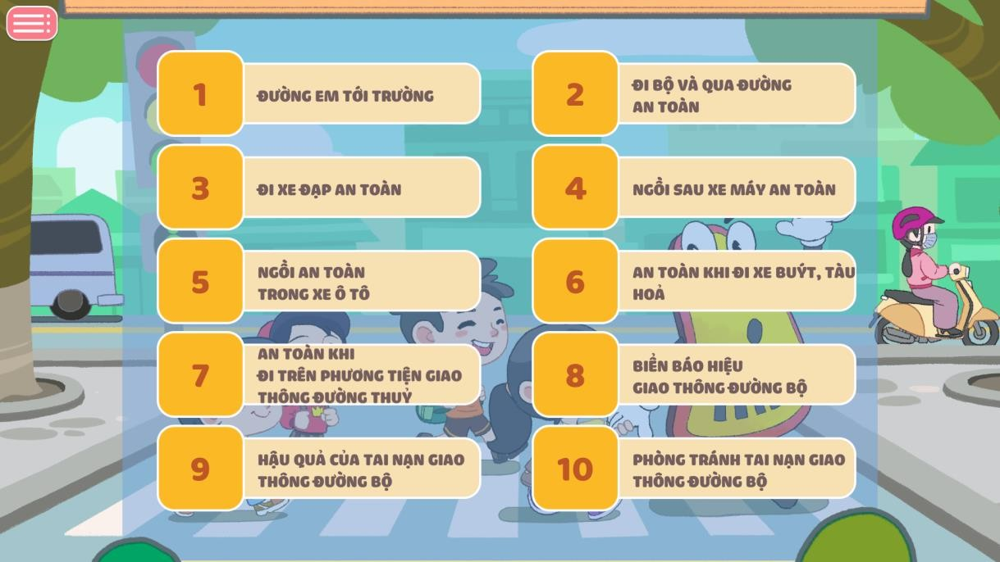 1
ĐƯỜNG EM TỚI TRƯỜNG
2
ĐI BỘ VÀ QUA ĐƯỜNG
AN TOÀN
3
ĐI XE ĐẠP AN TOÀN
4
NGỒI SAU XE MÁY AN TOÀN
5
NGỒI AN TOÀN
TRONG XE Ô TÔ
6
AN TOÀN KHI ĐI XE BUÝT, TÀU
HOẢ
7
AN TOÀN KHI
ĐI TRÊN PHƯƠNG TIỆN GIAO
THÔNG ĐƯỜNG THUỶ
8
BIỂN BÁO HIỆU
GIAO THÔNG ĐƯỜNG BỘ
9
HẬU QUẢ CỦA TAI NẠN GIAO
THÔNG ĐƯỜNG BỘ
10
PHÒNG TRÁNH TAI NẠN GIAO
THÔNG ĐƯỜNG BỘ